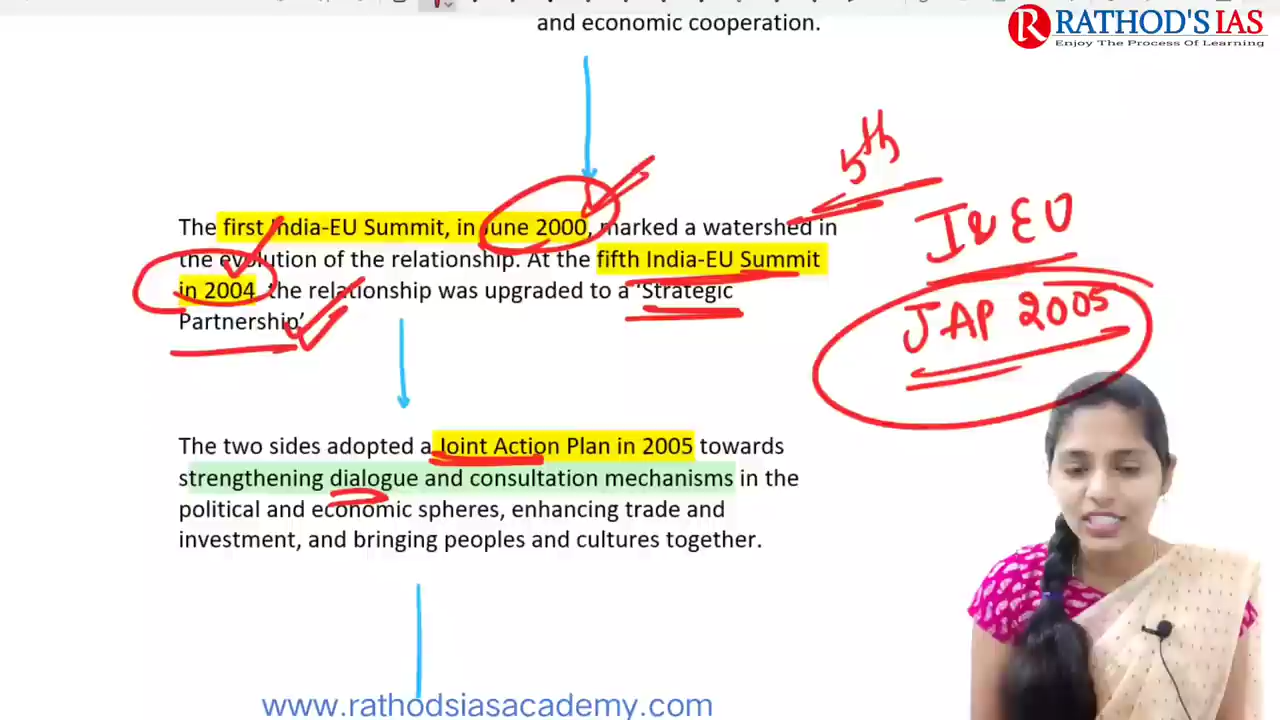 and economic cooperation.
R RATHOD'S IAS
Enjoy The Process Of Learning
5th
I & EU
JAP 2005
The first India-EU Summit, in June 2000, marked a watershed in
the evolution of the relationship. At the fifth India-EU Summit
in 2004, the relationship was upgraded to a 'Strategic
Partnership'
The two sides adopted a Joint Action Plan in 2005 towards
strengthening dialogue and consultation mechanisms in the
political and economic spheres, enhancing trade and
investment, and bringing peoples and cultures together.
www.rathodsiasacademy.com